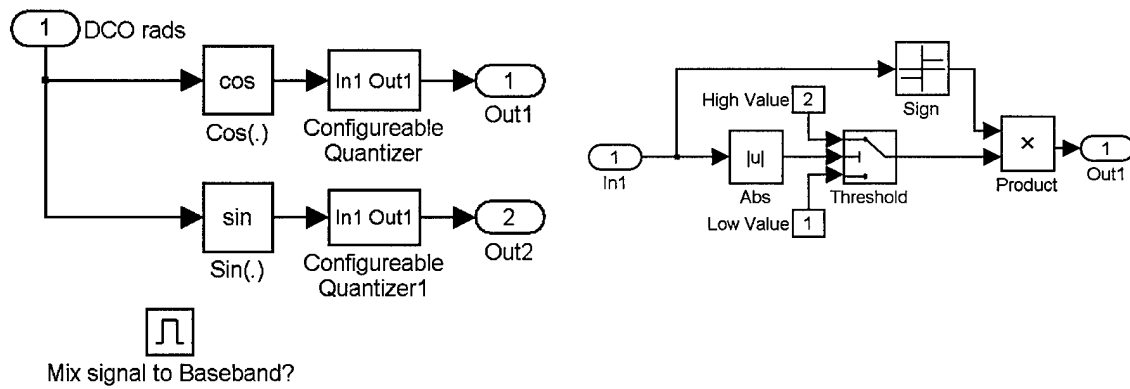 1
DCO rads
cos
Cos(.)
In1 Out1
Configureable
Quantizer
1
Out1
sin
Sin(.)
In1 Out1
Configureable
Quantizer1
2
Out2
Mix signal to Baseband?
1
In1
High Value
2
|u|
Abs
Low Value
1
Threshold
Sign
×
Product
1
Out1